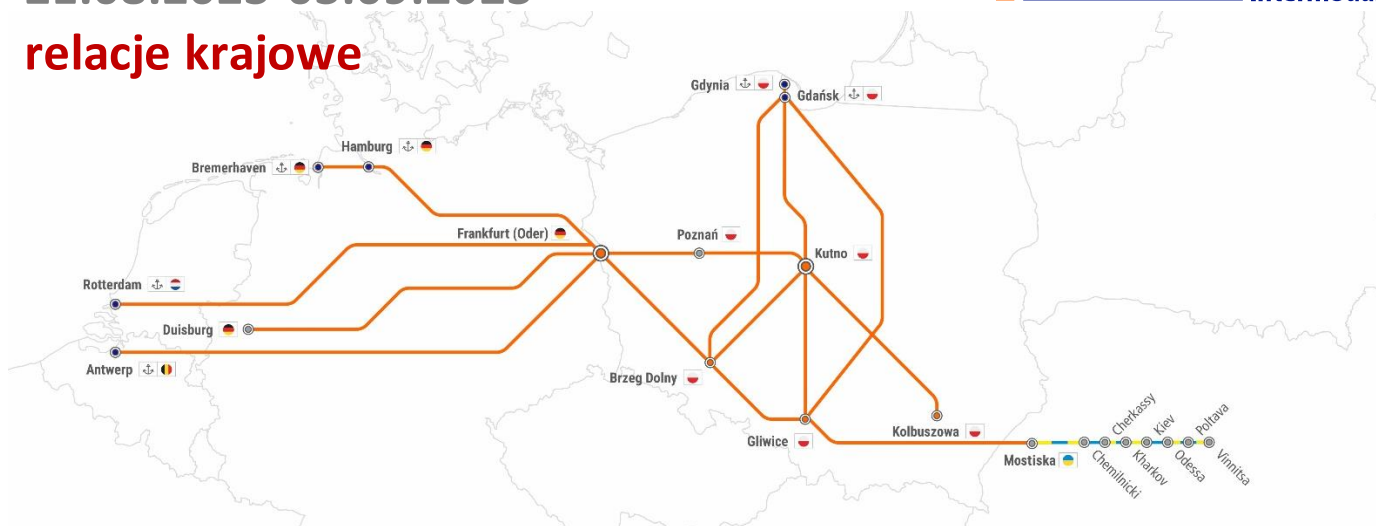 relacje krajowe
Gdynia
Gdańsk
Hamburg
Bremerhaven
Frankfurt (Oder)
Poznań
Kutno
Rotterdam
Duisburg
Antwerp
Brzeg Dolny
Gliwice
Kolbuszowa
Mostiska
Chemilnicki
Cherkassy
Kharkov
Kiev
Odessa
Poltava
Vinnitsa